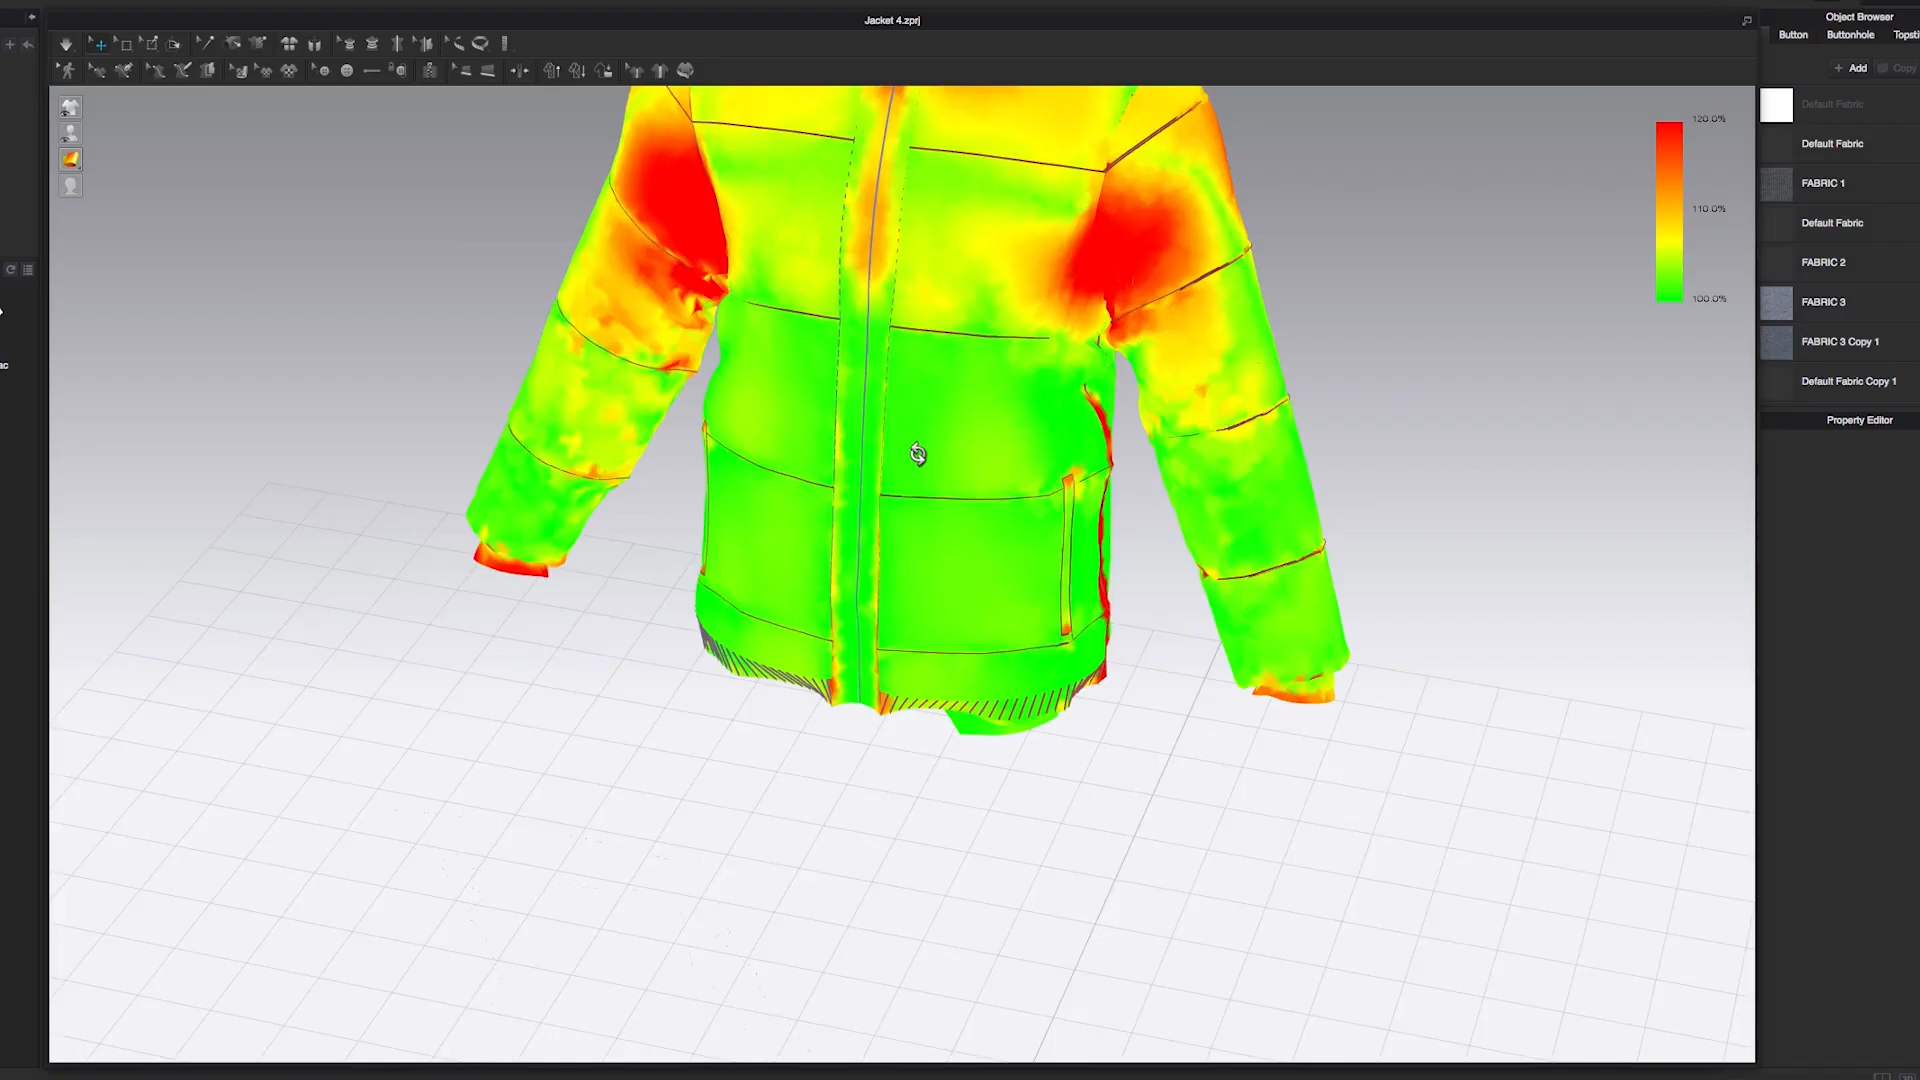 Jacket 4.zprj
Object Browser
Button Buttonhole
+ Add Copy
Default Fabric
Default Fabric
FABRIC 1
Default Fabric
FABRIC 2
FABRIC 3
FABRIC 3 Copy 1
Default Fabric Copy 1
Property Editor
120.0%
110.0%
100.0%